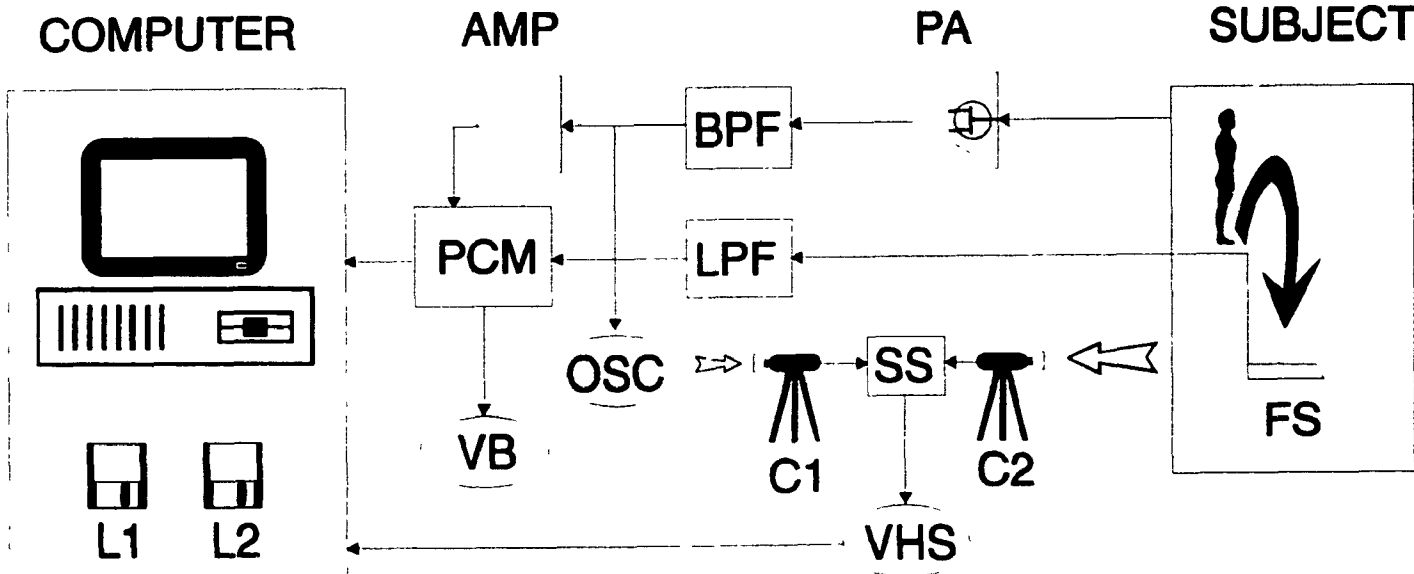 COMPUTER AMP PA SUBJECT
BPF
PCM LPF
OSC SS
VB C1 C2 FS
L1 L2 VHS